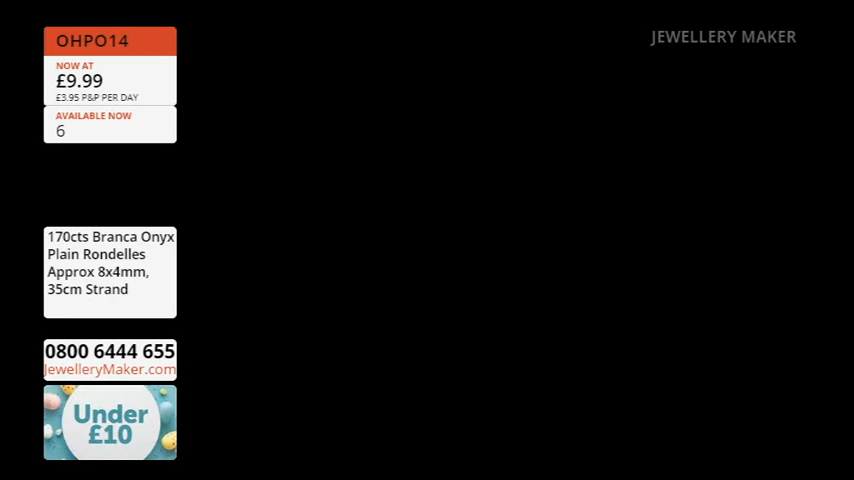 OHPO14
NOW AT
£9.99
£3.95 P&P PER DAY
AVAILABLE NOW
6
JEWELLERY MAKER
170cts Branca Onyx
Plain Rondelles
Approx 8x4mm,
35cm Strand
0800 6444 655
JewelleryMaker.com
Under
£10